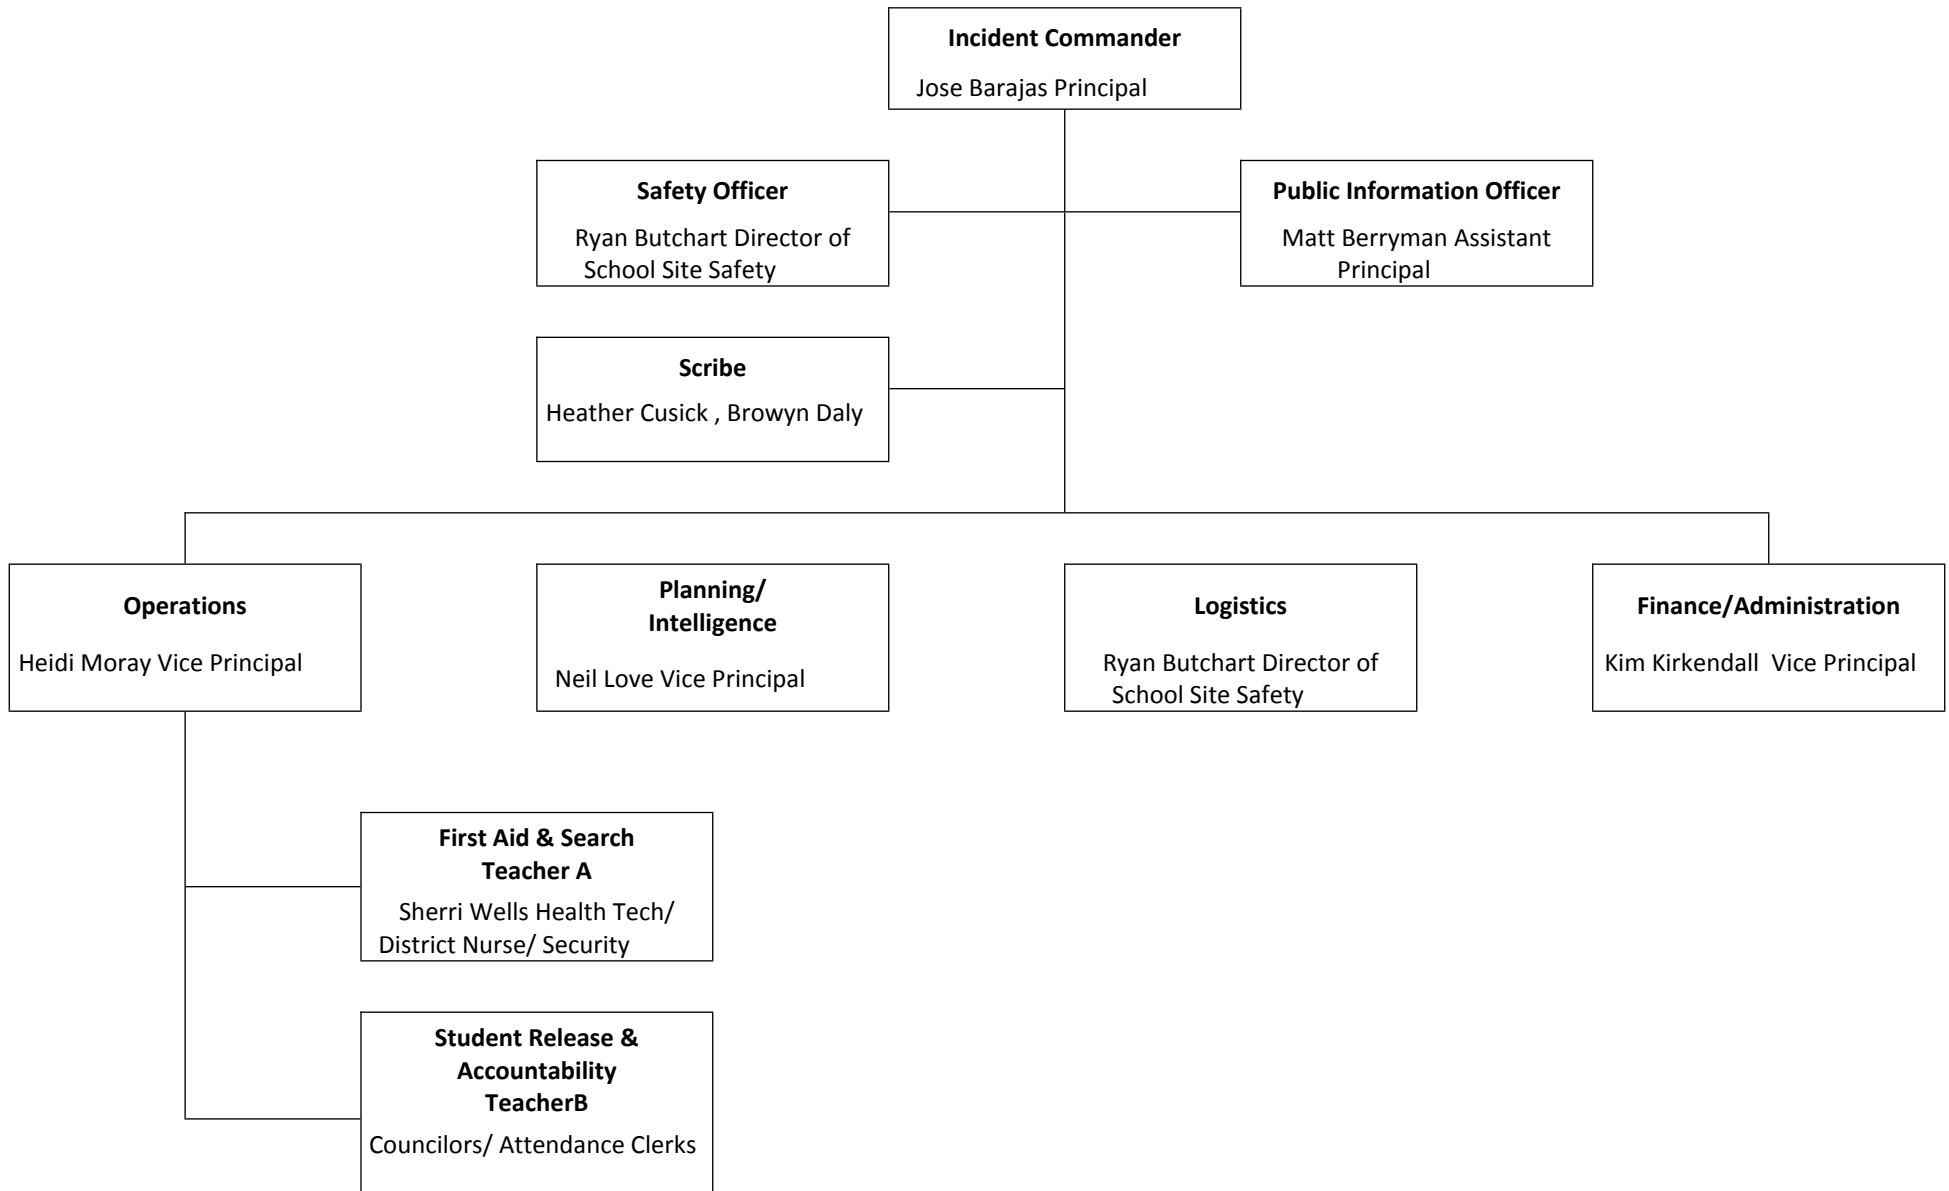 Incident Commander
Jose Barajas Principal
Safety Officer
Ryan Butchart Director of
School Site Safety
Public Information Officer
Matt Berryman Assistant
Principal
Scribe
Heather Cusick , Browyn Daly
Operations
Heidi Moray Vice Principal
Planning/
Intelligence
Neil Love Vice Principal
Logistics
Ryan Butchart Director of
School Site Safety
Finance/Administration
Kim Kirkendall  Vice Principal
First Aid & Search
Teacher A
Sherri Wells Health Tech/
District Nurse/ Security
Student Release &
Accountability
TeacherB
Councilors/ Attendance Clerks